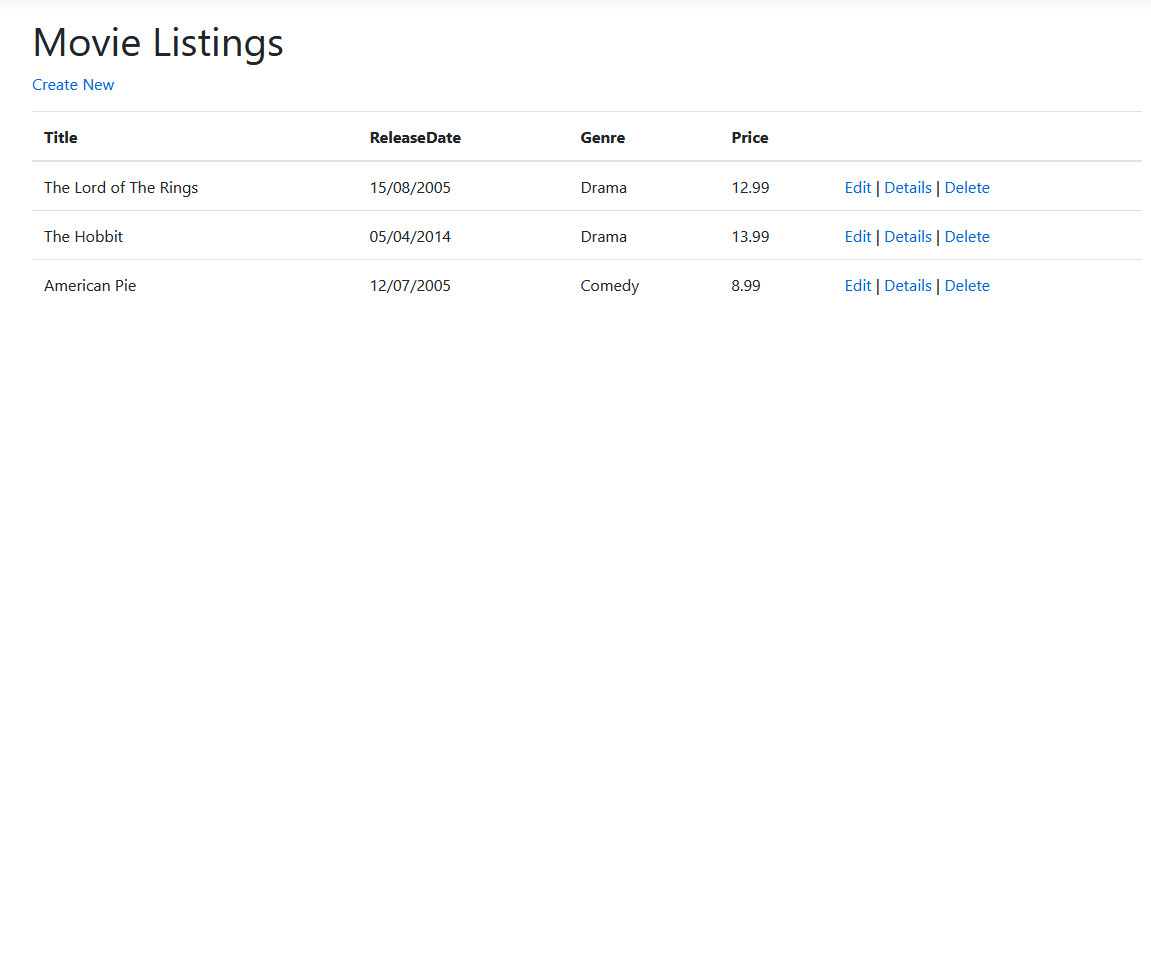 Movie Listings
Create New
Title ReleaseDate Genre Price
The Lord of The Rings 15/08/2005 Drama 12.99 Edit | Details | Delete
The Hobbit 05/04/2014 Drama 13.99 Edit | Details | Delete
American Pie 12/07/2005 Comedy 8.99 Edit | Details | Delete